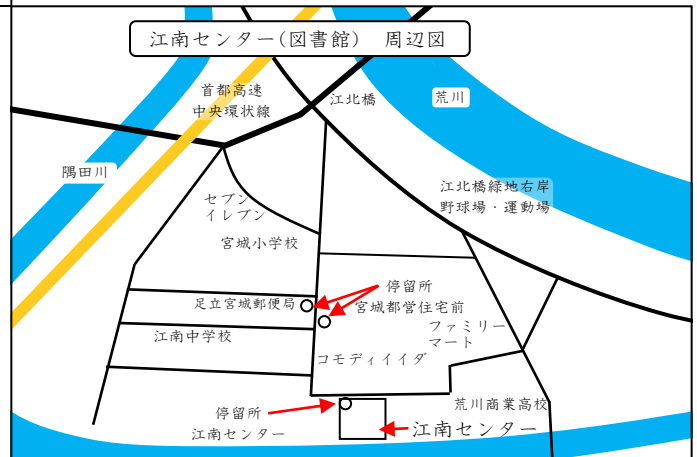 江南センター(図書館) 周辺図
首都高速
中央環状線
江北橋
荒川
隅田川
江北橋緑地右岸
野球場・運動場
セブン
イレブン
宮城小学校
停留所
宮城都営住宅前
足立宮城郵便局
ファミリー
マート
江南中学校
コモディイイダ
停留所
江南センター
荒川商業高校
江南センター